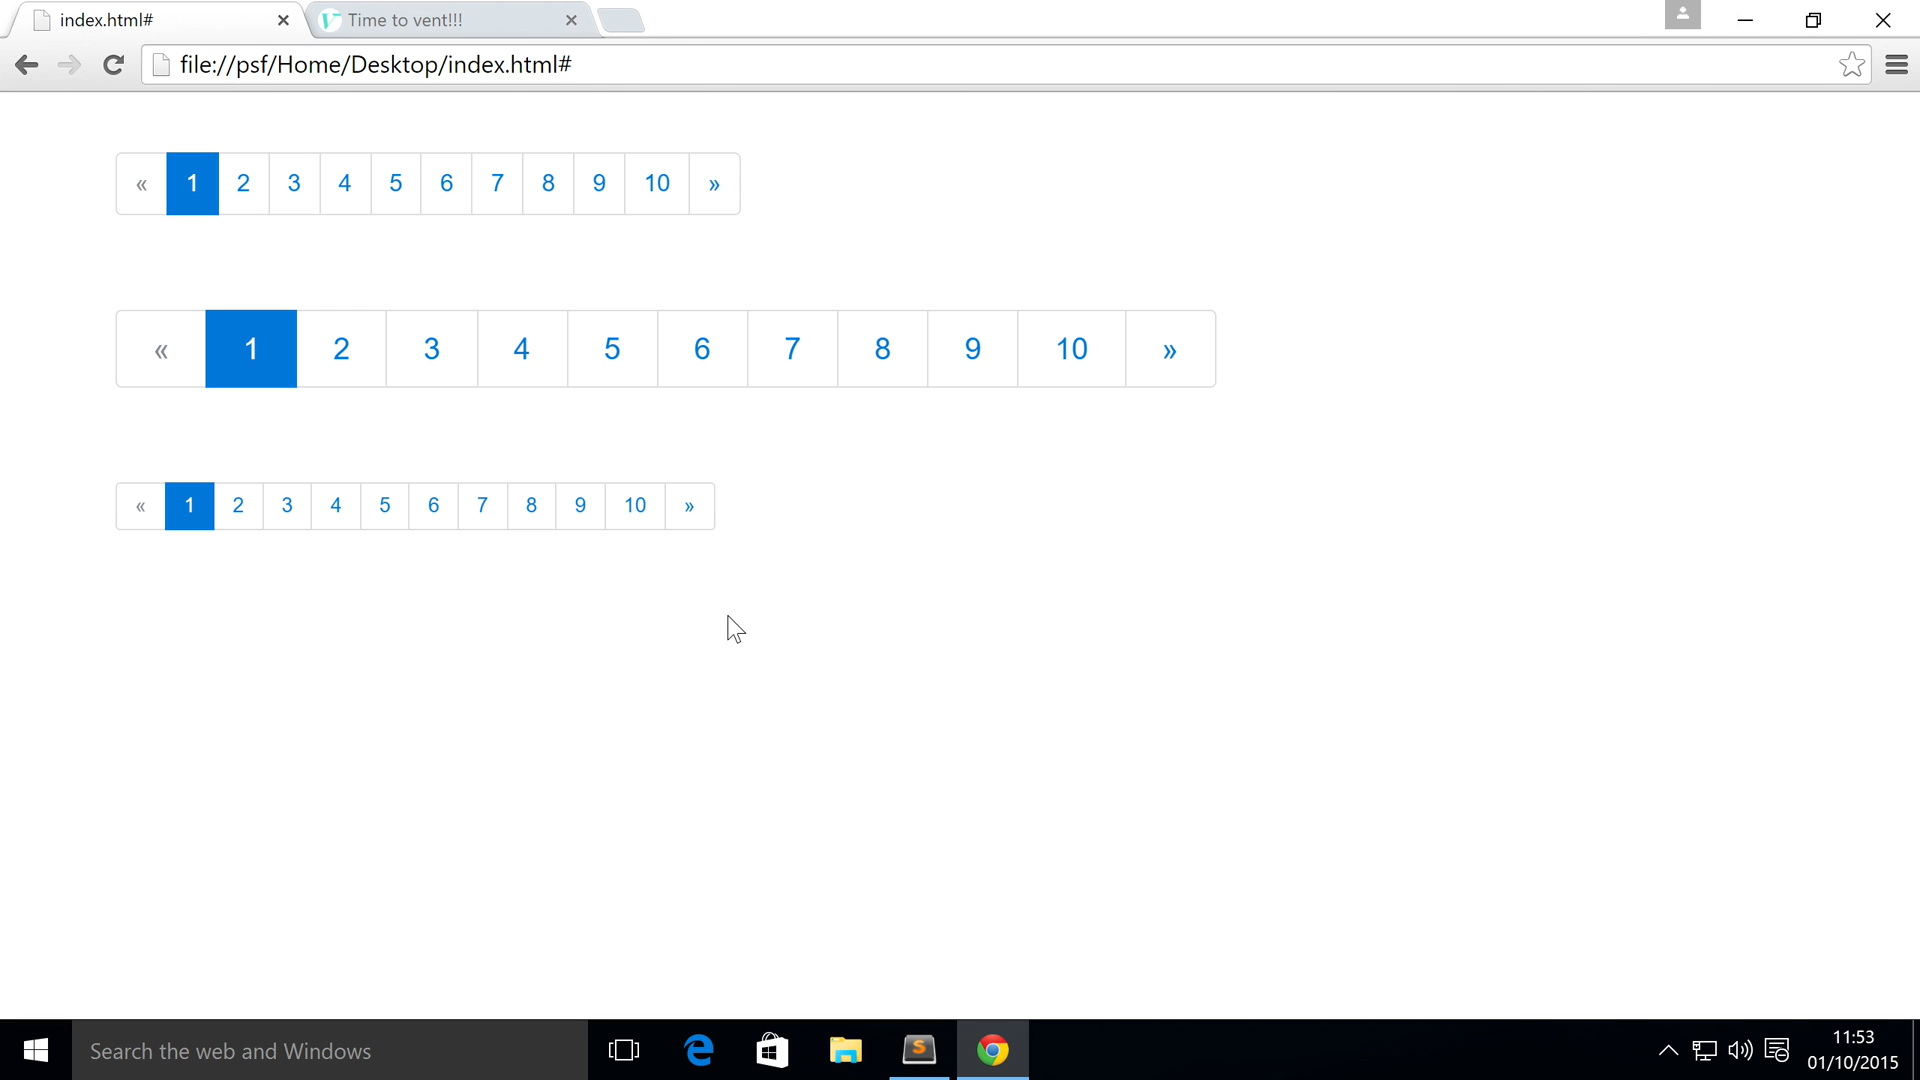 index.html#
Time to vent!!!
file://psf/Home/Desktop/index.html#
« 1 2 3 4 5 6 7 8 9 10 »
« 1 2 3 4 5 6 7 8 9 10 »
« 1 2 3 4 5 6 7 8 9 10 »
Search the web and Windows
11:53
01/10/2015